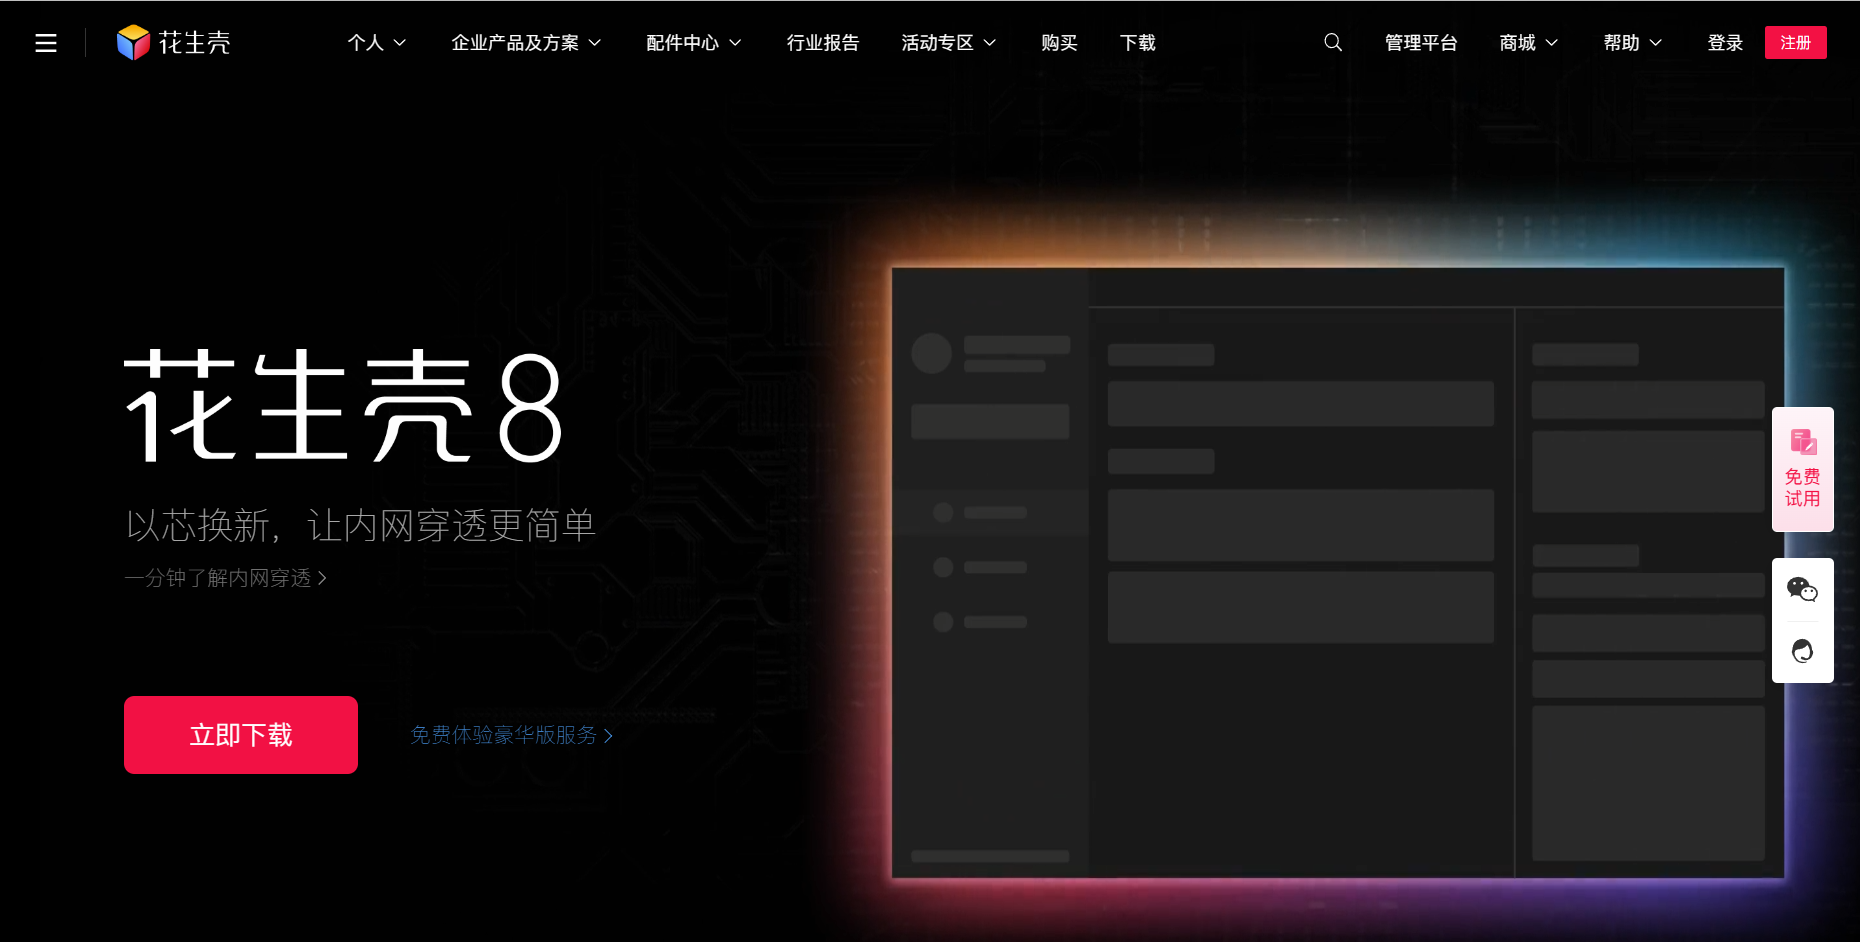 花生壳
个人
企业产品及方案
配件中心
行业报告
活动专区
购买
下载
管理平台
商城
帮助
登录
注册
花生壳8
以芯换新，让内网穿透更简单
一分钟了解内网穿透
立即下载
免费体验豪华版服务
免费
试用